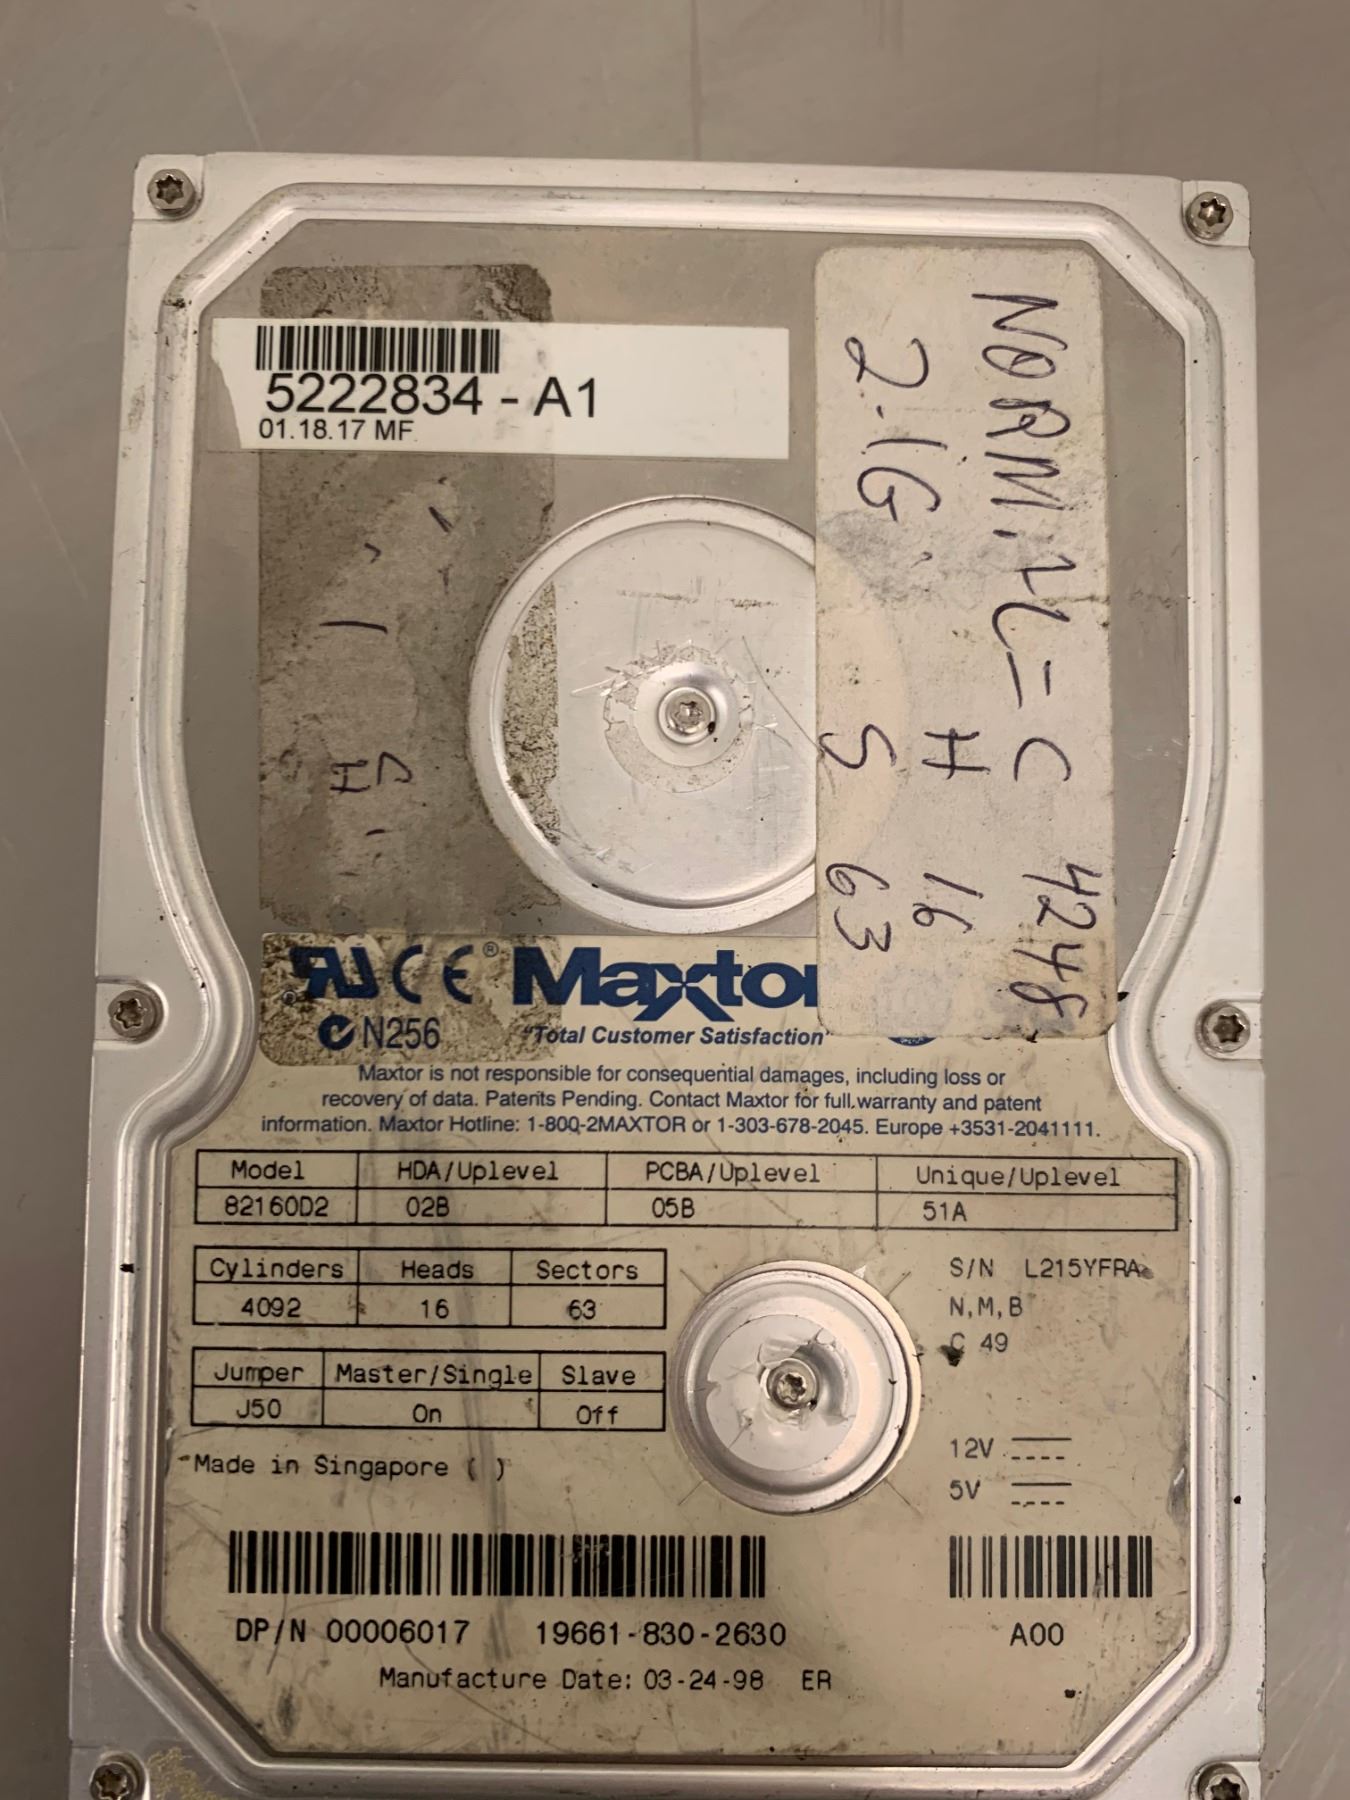 5222834 - A1
01.18.17 MF
NORMAL = C 4248
2.1G. H 16
S 63
CE ® Maxtor
N256 "Total Customer Satisfaction"
Maxtor is not responsible for consequential damages, including loss or
recovery of data. Patents Pending. Contact Maxtor for full warranty and patent
information. Maxtor Hotline: 1-800-2MAXTOR or 1-303-678-2045. Europe +3531-2041111.
Model HDA/Uplevel PCBA/Uplevel Unique/Uplevel
82160D2 02B 05B 51A
Cylinders Heads Sectors
4092 16 63
S/N L215YFRA
N,M,B
C 49
Jumper Master/Single Slave
J50 On Off
12V
5V
Made in Singapore ( )
DP/N 00006017 19661-830-2630 A00
Manufacture Date: 03-24-98 ER